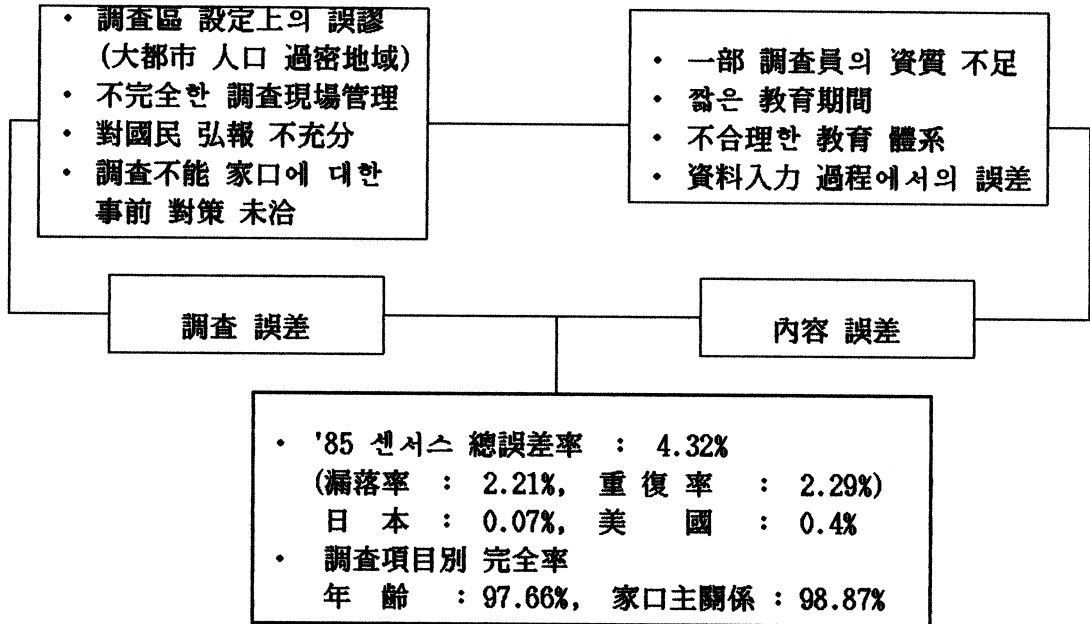 · 調査區 設定上의 誤謬
(大都市 人口 過密地域)
· 不完全한 調査現場管理
· 對國民 弘報 不充分
· 調査不能 家口에 대한
事前 對策 未洽
· 一部 調査員의 資質 不足
· 짧은 教育期間
· 不合理한 教育 體系
· 資料入力 過程에서의 誤差
調査 誤差
內容 誤差
· '85 센서스 總誤差率 : 4.32%
(漏落率 : 2.21%, 重復率 : 2.29%)
日本 : 0.07%, 美國 : 0.4%
· 調査項目別 完全率
年齡 : 97.66%, 家口主關係 : 98.87%